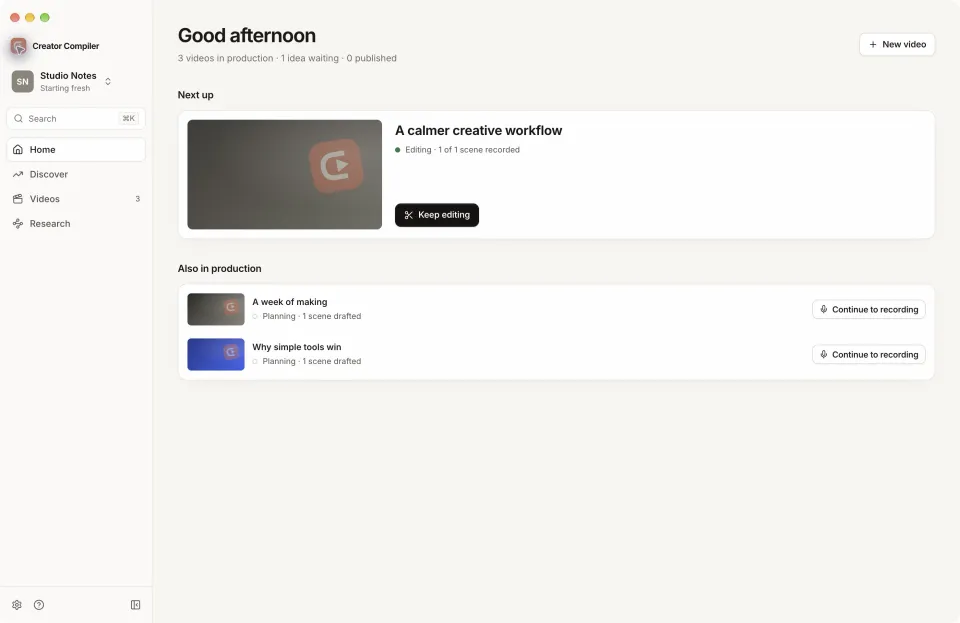 Creator Compiler
SN
Studio Notes
Starting fresh
Search ⌘K
Home
Discover
Videos 3
Research
Good afternoon
3 videos in production · 1 idea waiting · 0 published
New video
Next up
A calmer creative workflow
Editing · 1 of 1 scene recorded
Keep editing
Also in production
A week of making
Planning · 1 scene drafted
Continue to recording
Why simple tools win
Planning · 1 scene drafted
Continue to recording